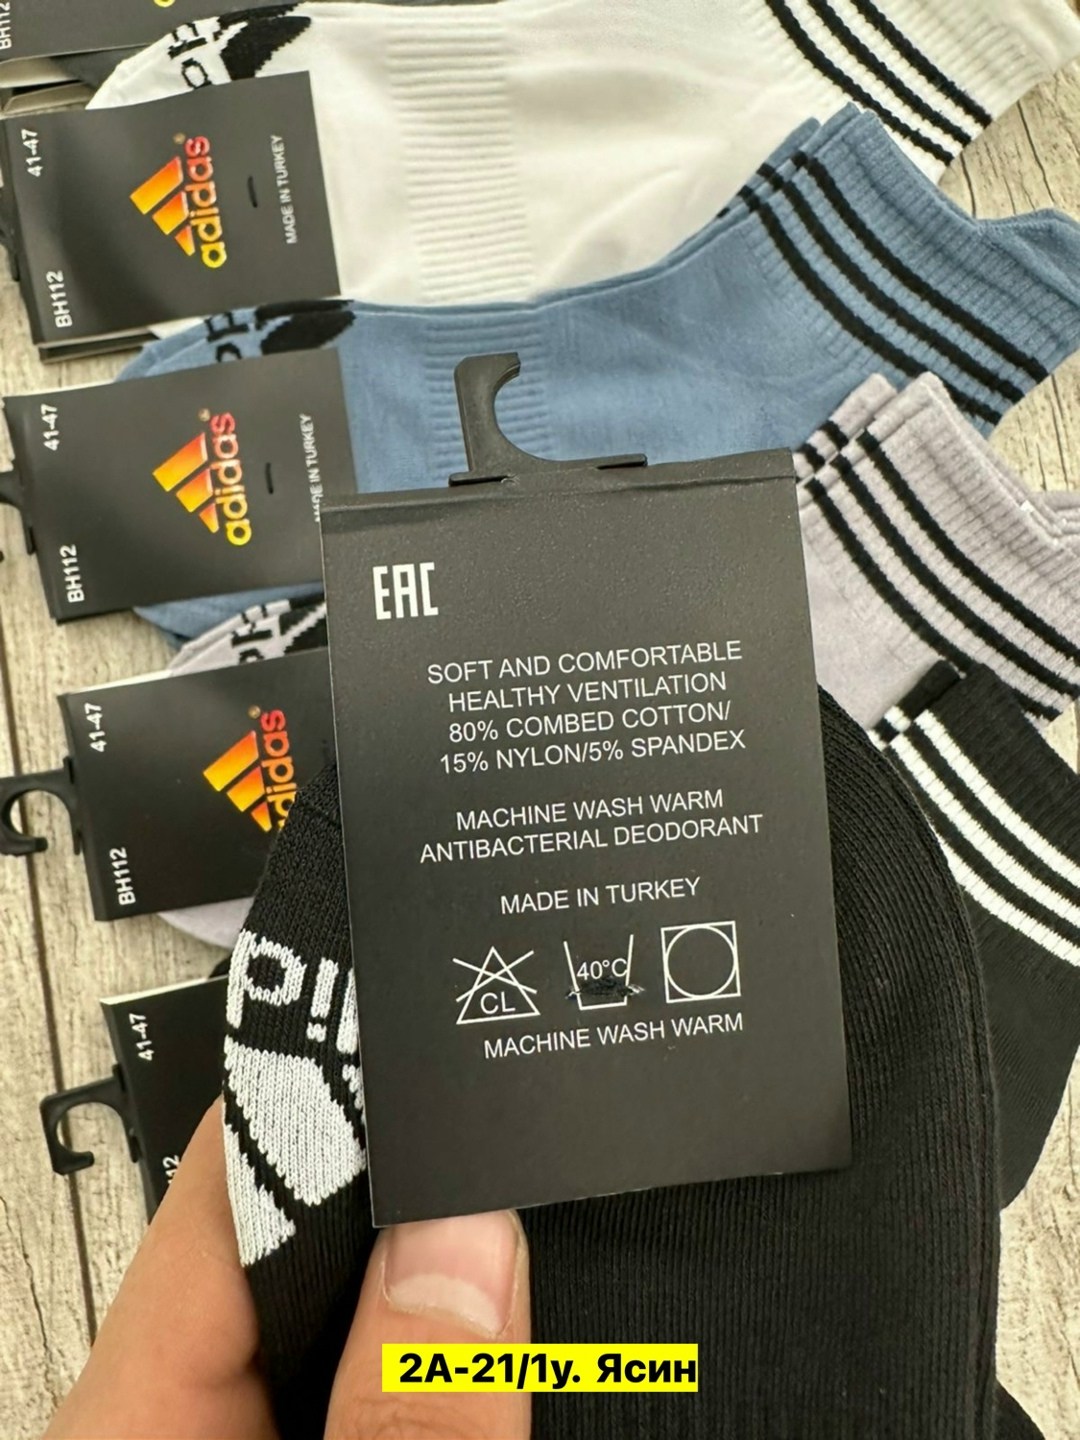 BH112
41-47
adidas
MADE IN TURKEY
BH112
41-47
adidas
MADE IN TURKEY
BH112
EAC
SOFT AND COMFORTABLE
HEALTHY VENTILATION
80% COMBED COTTON/
15% NYLON/5% SPANDEX
MACHINE WASH WARM
ANTIBACTERIAL DEODORANT
MADE IN TURKEY
CL
40°C
MACHINE WASH WARM
41-47
adidas
BH112
41-47
2А-21/1у. Ясин